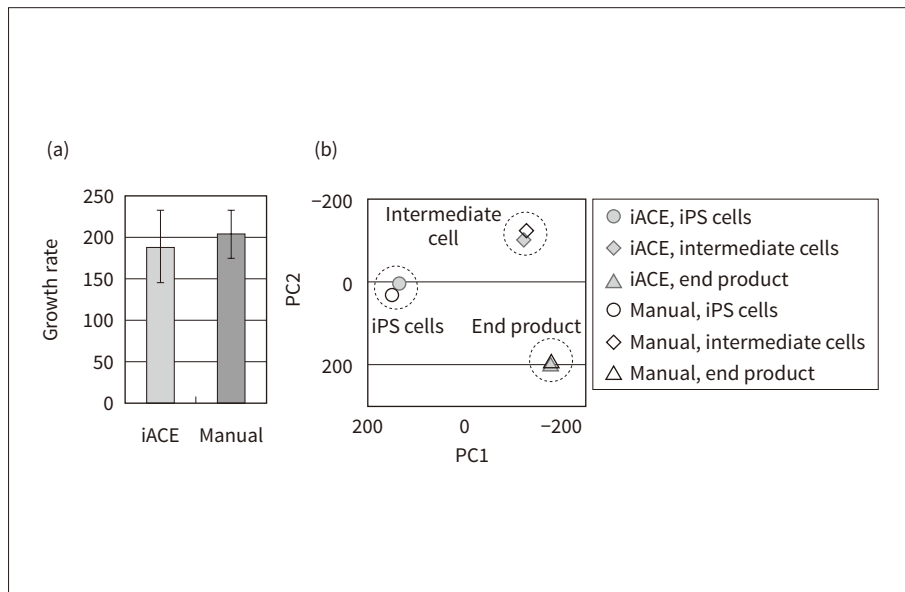 (a)
250
200
150
100
50
0
Growth rate
iACE Manual
(b)
−200
0
200
PC2
Intermediate
cell
iPS cells
End product
200 0 −200
PC1
iACE, iPS cells
iACE, intermediate cells
iACE, end product
Manual, iPS cells
Manual, intermediate cells
Manual, end product